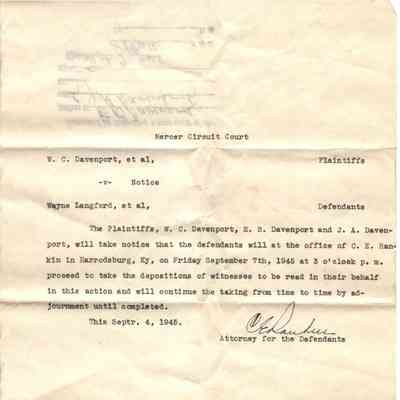 Mercer Circuit Court
W. C. Davenport, et al, Plaintiffs
-v- Notice
Wayne Langford, et al, Defendants
The Plaintiffs, W. C. Davenport, E. B. Davenport and J. A. Daven-
port, will take notice that the defendants will at the office of C. E. Ran-
kin in Harrodsburg, Ky, on Friday September 7th, 1945 at 3 o'clock p. m.
proceed to take the depositions of witnesses to be read in their behalf
in this action and will continue the taking from time to time by ad-
journment until completed.
This Septr. 4, 1945.
C E Rankin
Attorney for the Defendants